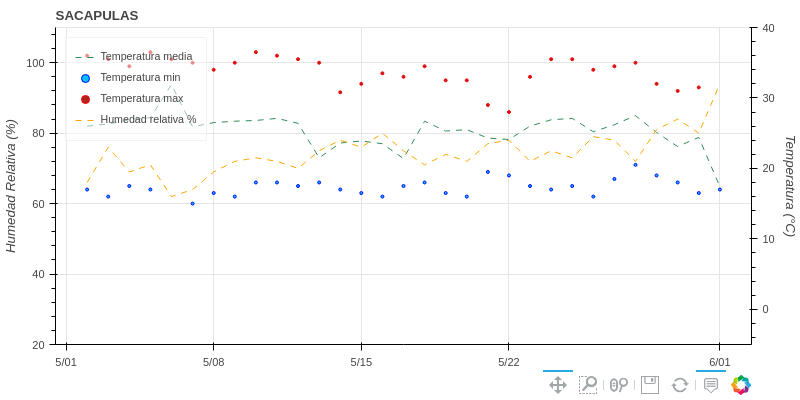 SACAPULAS
Temperatura media
Temperatura min
Temperatura max
Humedad relativa %
Humedad Relativa (%)
100
80
60
40
20
40
30
20
10
0
Temperatura (°C)
5/01
5/08
5/15
5/22
6/01